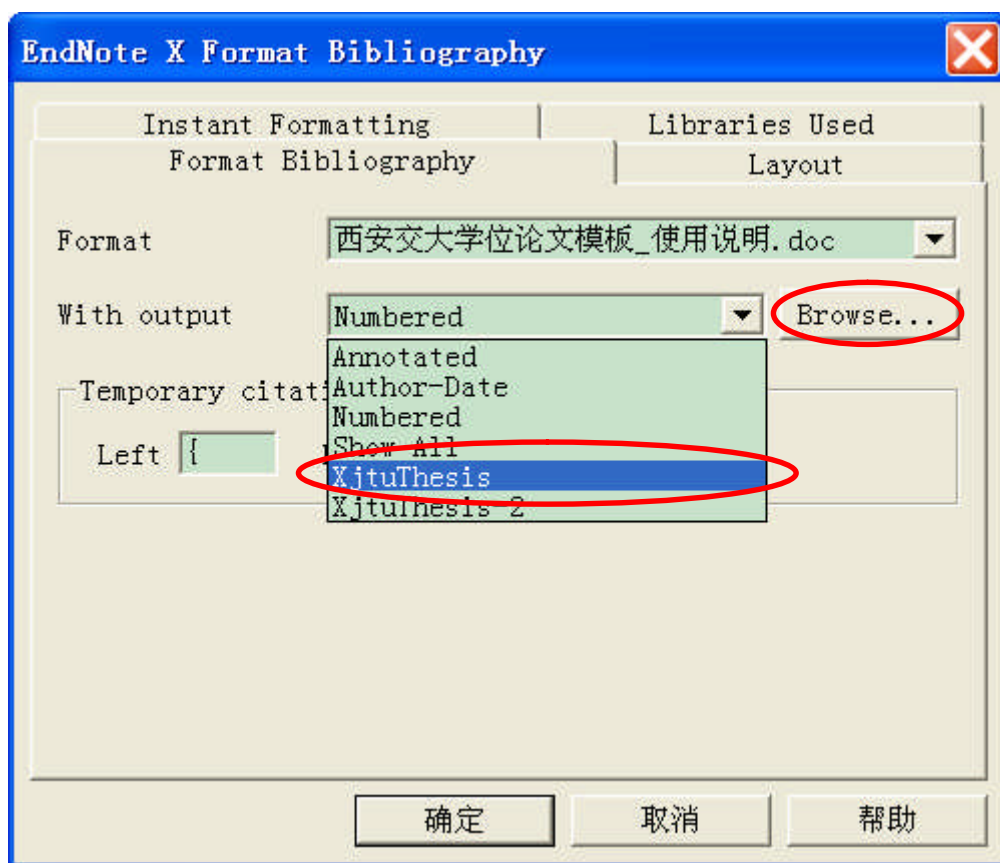 EndNote X Format Bibliography
Instant Formatting Libraries Used
Format Bibliography Layout
Format 西安交大学位论文模板_使用说明.doc
With output Numbered Browse...
Annotated
Temporary citati Author-Date
Numbered
Left { Show All
XjtuThesis
XjtuThesis-2
确定 取消 帮助